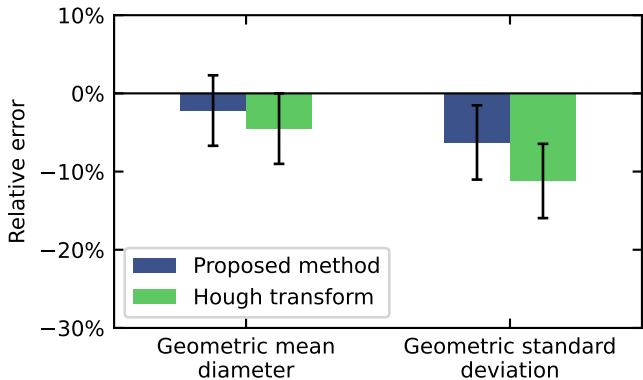 10%
0%
−10%
−20%
−30%
Relative error
Proposed method
Hough transform
Geometric mean
diameter
Geometric standard
deviation